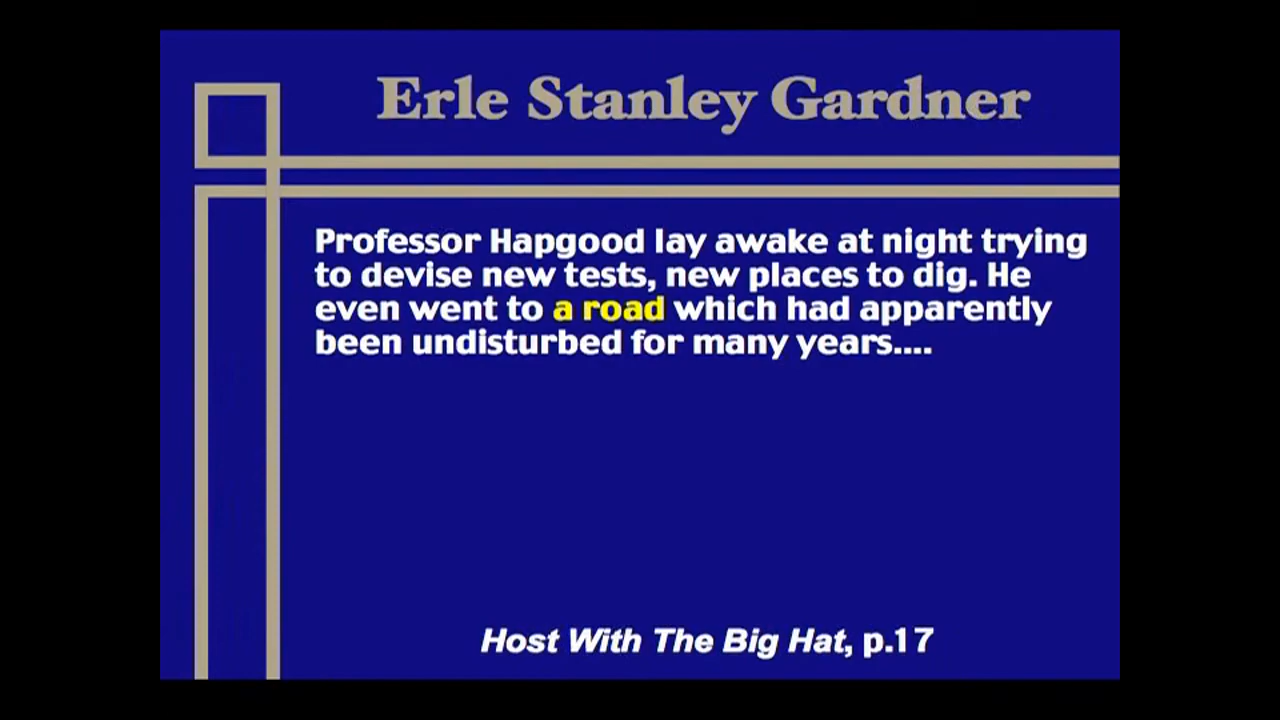 Erle Stanley Gardner
Professor Hapgood lay awake at night trying
to devise new tests, new places to dig. He
even went to a road which had apparently
been undisturbed for many years....
Host With The Big Hat, p.17